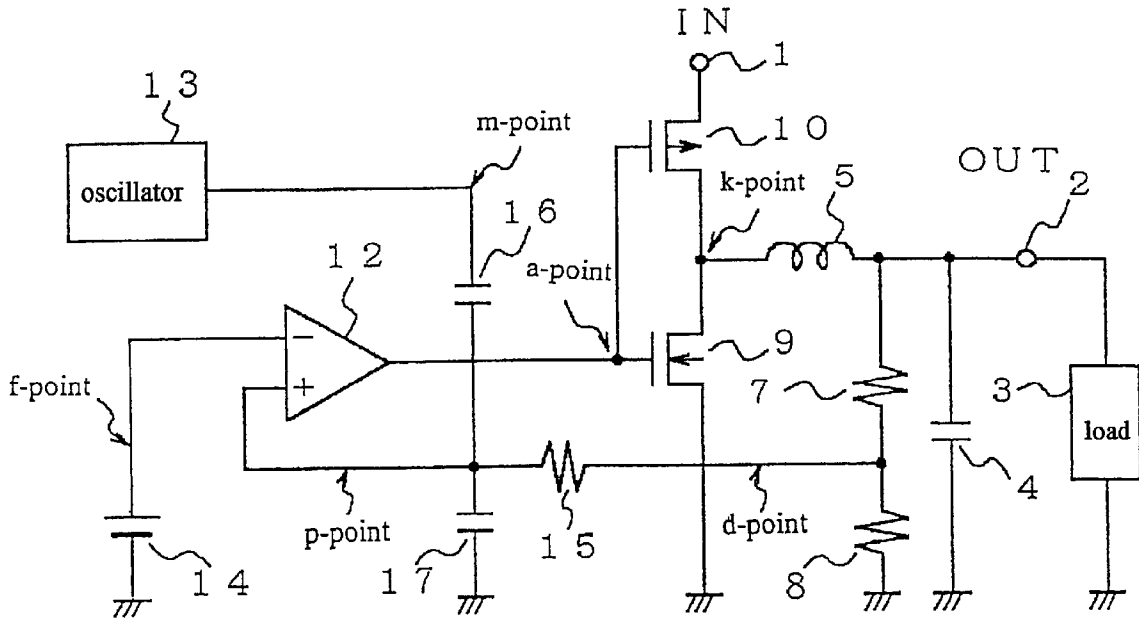 IN
1
13
m-point
10
OUT
oscillator
k-point
5
2
16
12
a-point
−
9
f-point
+
7
3
load
4
p-point
d-point
14
17
15
8